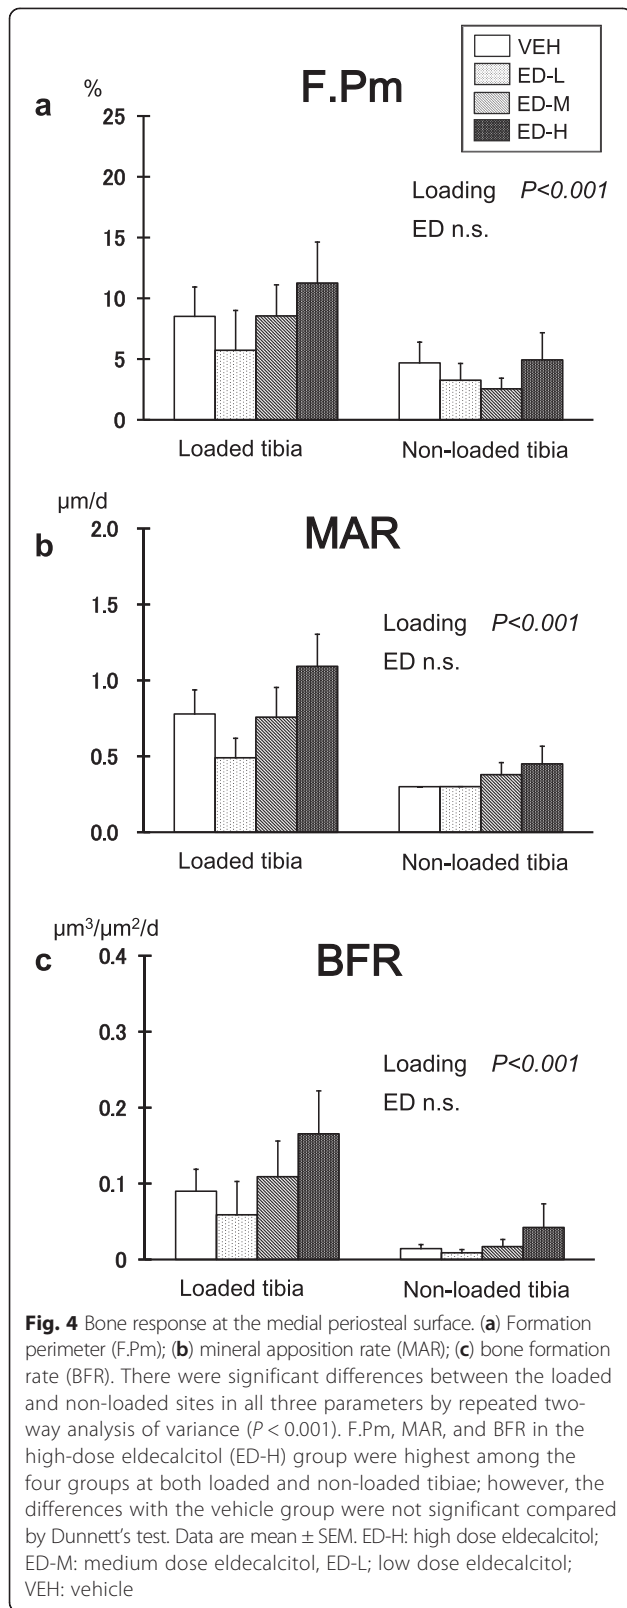 VEH
ED-L
ED-M
ED-H
a
%
F.Pm
25
20
15
10
5
0
Loading P<0.001
ED n.s.
Loaded tibia
Non-loaded tibia
µm/d
b
MAR
2.0
1.5
1.0
0.5
0.0
Loading P<0.001
ED n.s.
Loaded tibia
Non-loaded tibia
µm³/µm²/d
c
BFR
0.4
0.3
0.2
0.1
0
Loading P<0.001
ED n.s.
Loaded tibia
Non-loaded tibia
Fig. 4 Bone response at the medial periosteal surface. (a) Formation
perimeter (F.Pm); (b) mineral apposition rate (MAR); (c) bone formation
rate (BFR). There were significant differences between the loaded
and non-loaded sites in all three parameters by repeated two-
way analysis of variance (P < 0.001). F.Pm, MAR, and BFR in the
high-dose eldecalcitol (ED-H) group were highest among the
four groups at both loaded and non-loaded tibiae; however, the
differences with the vehicle group were not significant compared
by Dunnett's test. Data are mean ± SEM. ED-H: high dose eldecalcitol;
ED-M: medium dose eldecalcitol, ED-L; low dose eldecalcitol;
VEH: vehicle